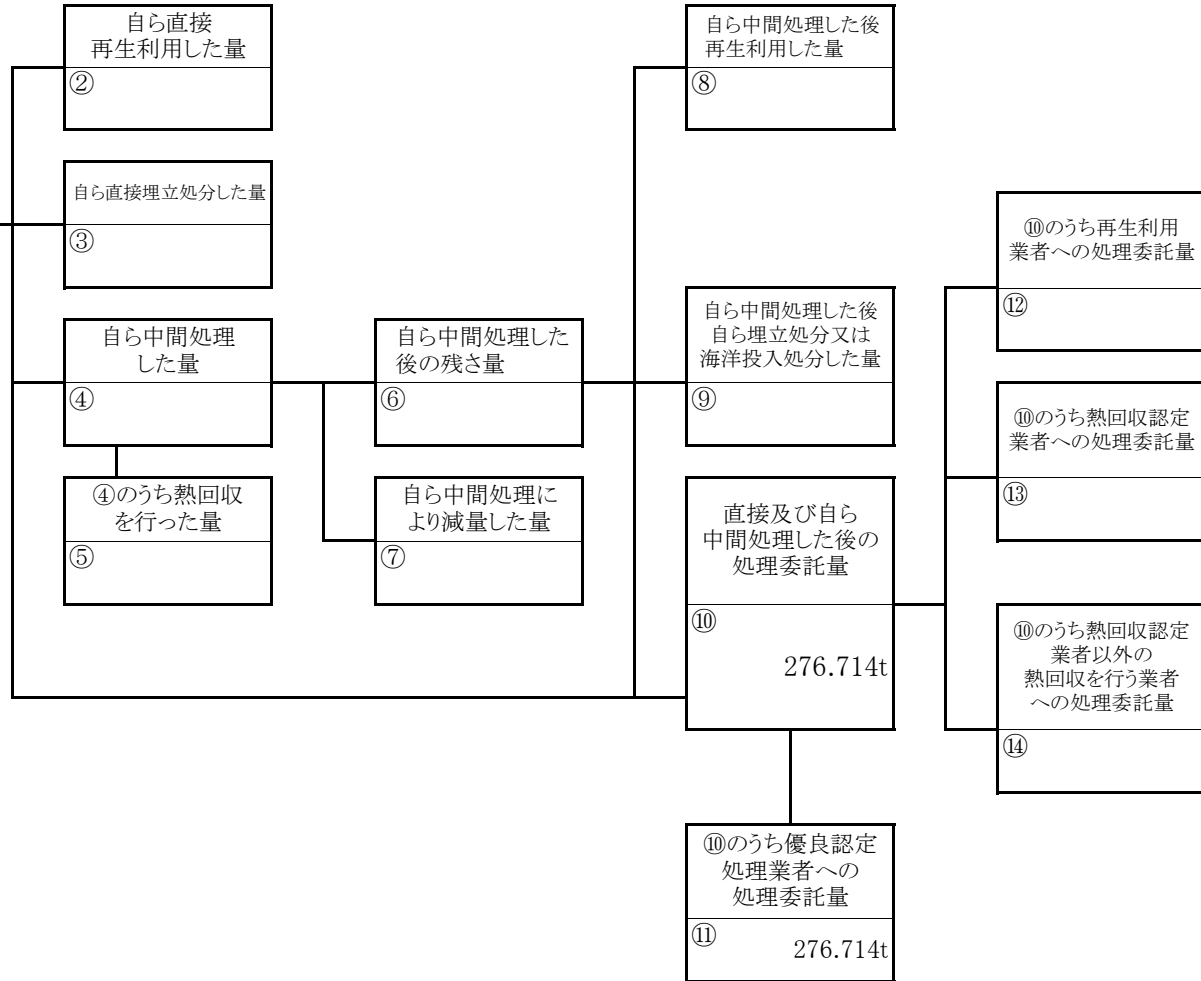 自ら直接
再生利用した量
②
自ら直接埋立処分した量
③
自ら中間処理
した量
④
④のうち熱回収
を行った量
⑤
自ら中間処理した
後の残さ量
⑥
自ら中間処理に
より減量した量
⑦
自ら中間処理した後
再生利用した量
⑧
自ら中間処理した後
自ら埋立処分又は
海洋投入処分した量
⑨
直接及び自ら
中間処理した後の
処理委託量
⑩
276.714t
⑩のうち優良認定
処理業者への
処理委託量
⑪
276.714t
⑩のうち再生利用
業者への処理委託量
⑫
⑩のうち熱回収認定
業者への処理委託量
⑬
⑩のうち熱回収認定
業者以外の
熱回収を行う業者
への処理委託量
⑭